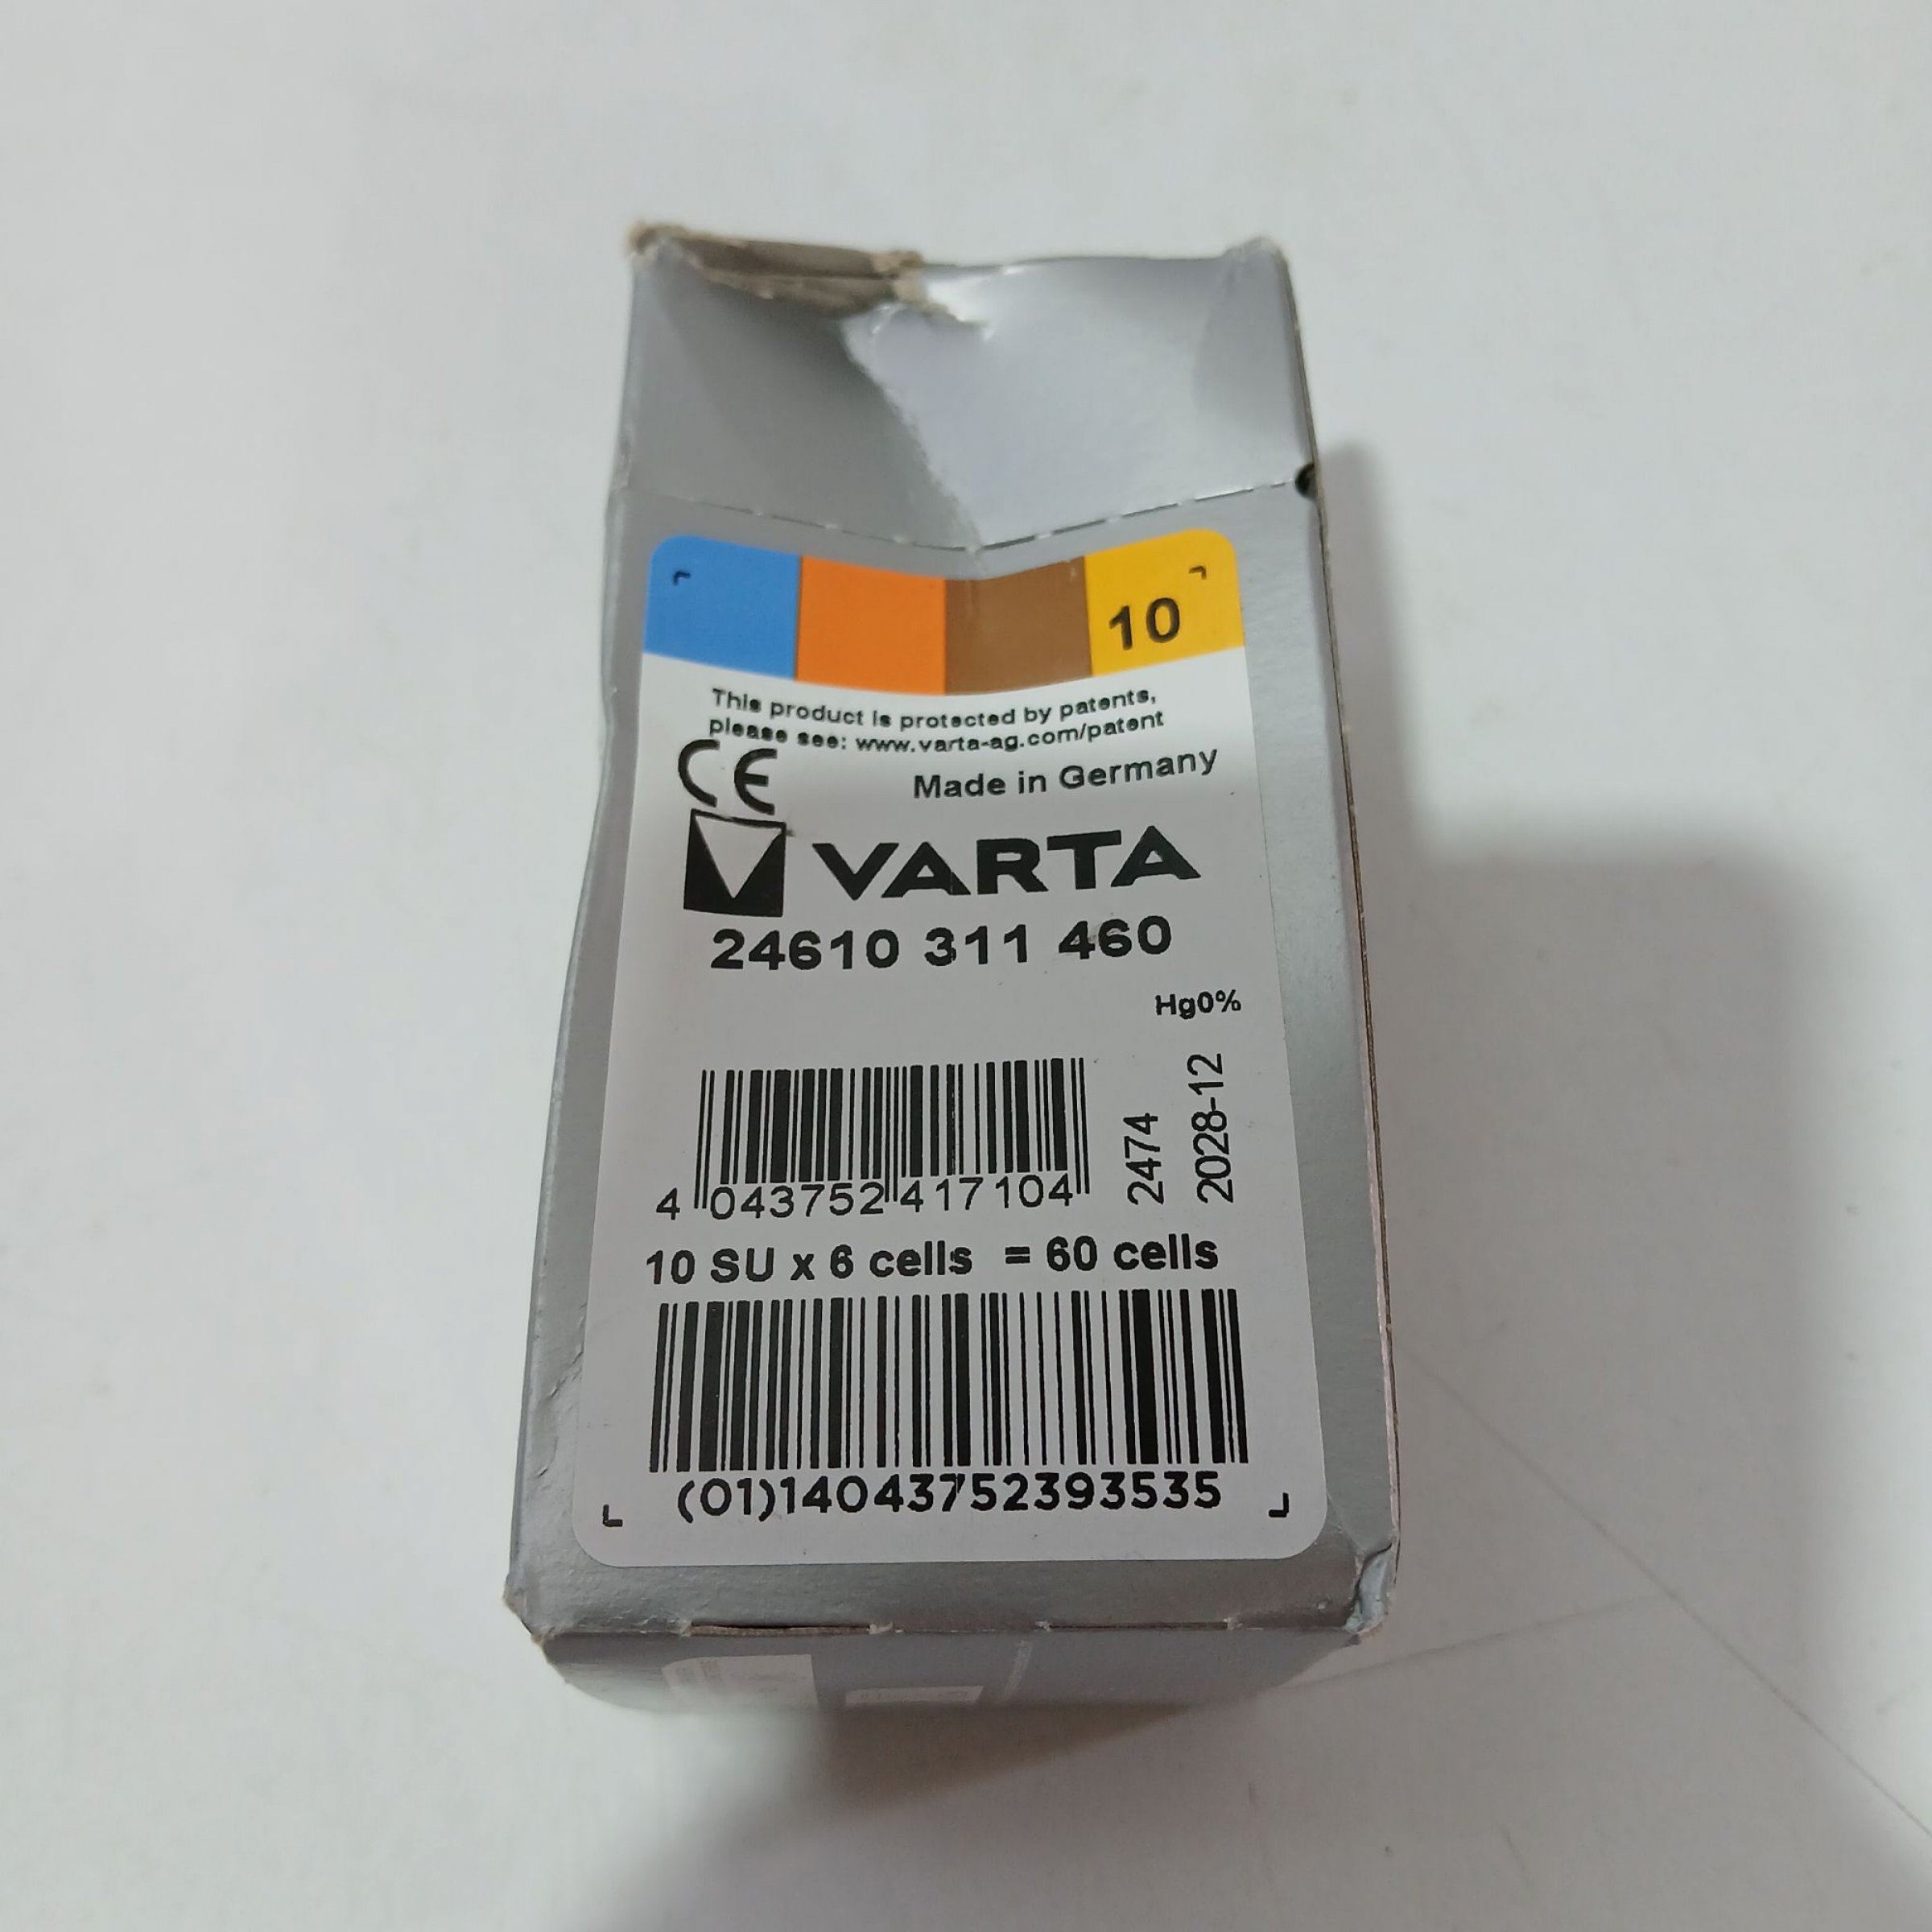 10
This product is protected by patents,
please see: www.varta-ag.com/patent
CE
Made in Germany
VARTA
24610 311 460
Hg0%
2474
2028-12
4 043752 417104
10 SU x 6 cells = 60 cells
(01)14043752393535